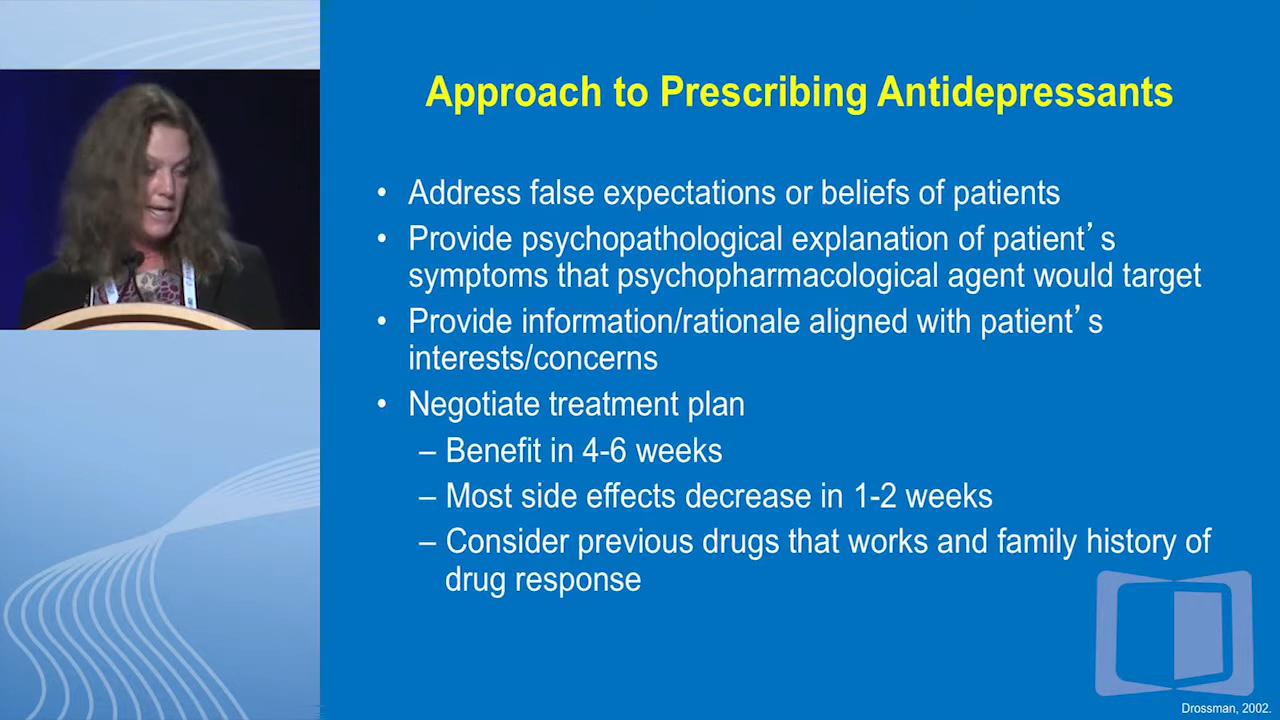 Approach to Prescribing Antidepressants
• Address false expectations or beliefs of patients
• Provide psychopathological explanation of patient’s
symptoms that psychopharmacological agent would target
• Provide information/rationale aligned with patient’s
interests/concerns
• Negotiate treatment plan
– Benefit in 4-6 weeks
– Most side effects decrease in 1-2 weeks
– Consider previous drugs that works and family history of
drug response
Drossman, 2002.